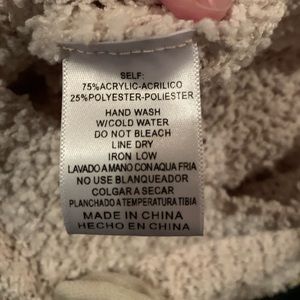 SELF:
75%ACRYLIC-ACRILICO
25%POLYESTER-POLIESTER
HAND WASH
W/COLD WATER
DO NOT BLEACH
LINE DRY
IRON LOW
LAVADO A MANO CON AQUA FRIA
NO USE BLANQUEADOR
COLGAR A SECAR
PLANCHADO A TEMPERATURA TIBIA
MADE IN CHINA
HECHO EN CHINA